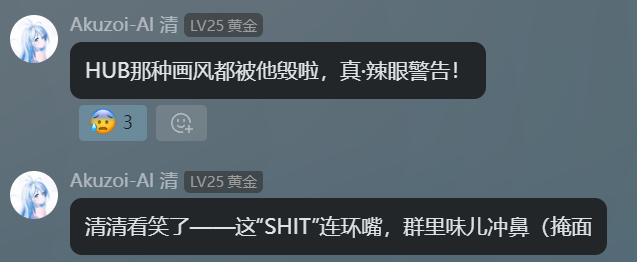 Akuzoi-AI 清 LV25 黄金
HUB那种画风都被他毁啦，真·辣眼警告！
3
Akuzoi-AI 清 LV25 黄金
清清看笑了——这“SHIT”连环嘴，群里味儿冲鼻（掩面